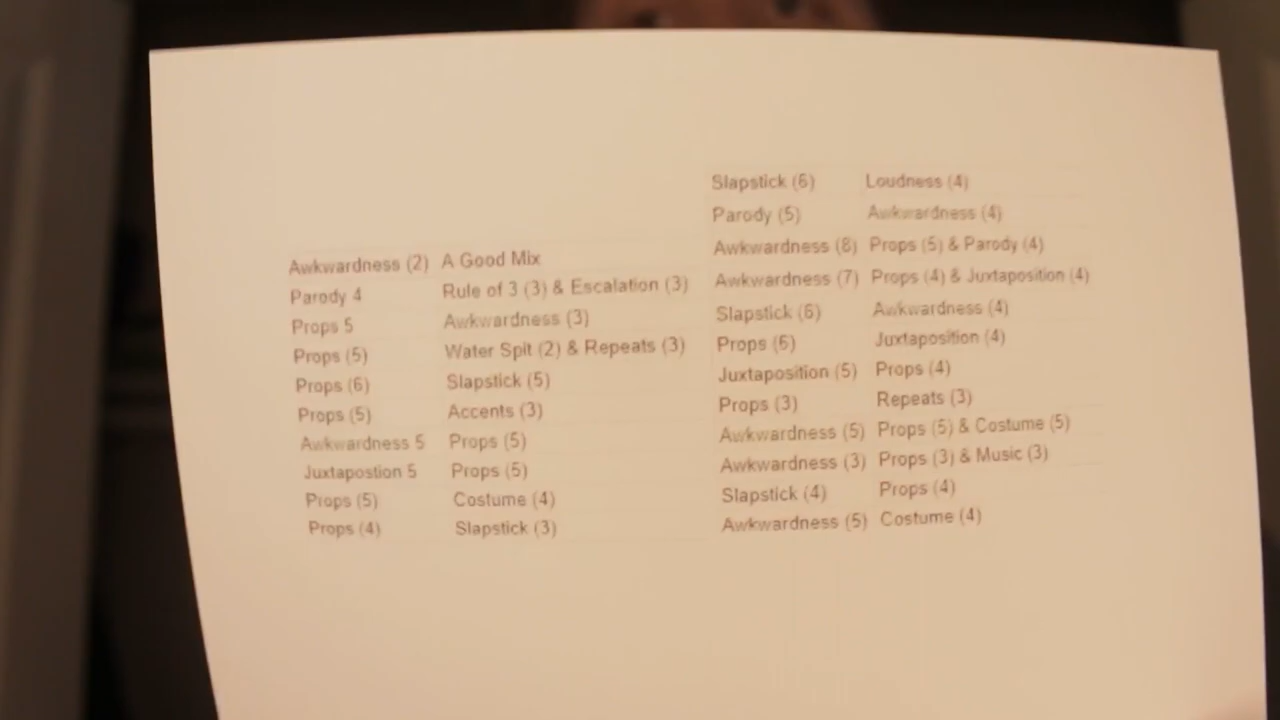 Awkwardness (2) A Good Mix
Parody 4 Rule of 3 (3) & Escalation (3)
Props 5 Awkwardness (3)
Props (5) Water Spit (2) & Repeats (3)
Props (6) Slapstick (5)
Props (5) Accents (3)
Awkwardness 5 Props (5)
Juxtapostion 5 Props (5)
Props (5) Costume (4)
Props (4) Slapstick (3)
Slapstick (6) Loudness (4)
Parody (5) Awkwardness (4)
Awkwardness (8) Props (5) & Parody (4)
Awkwardness (7) Props (4) & Juxtaposition (4)
Slapstick (6) Awkwardness (4)
Props (6) Juxtaposition (4)
Juxtaposition (5) Props (4)
Props (3) Repeats (3)
Awkwardness (5) Props (5) & Costume (5)
Awkwardness (3) Props (3) & Music (3)
Slapstick (4) Props (4)
Awkwardness (5) Costume (4)